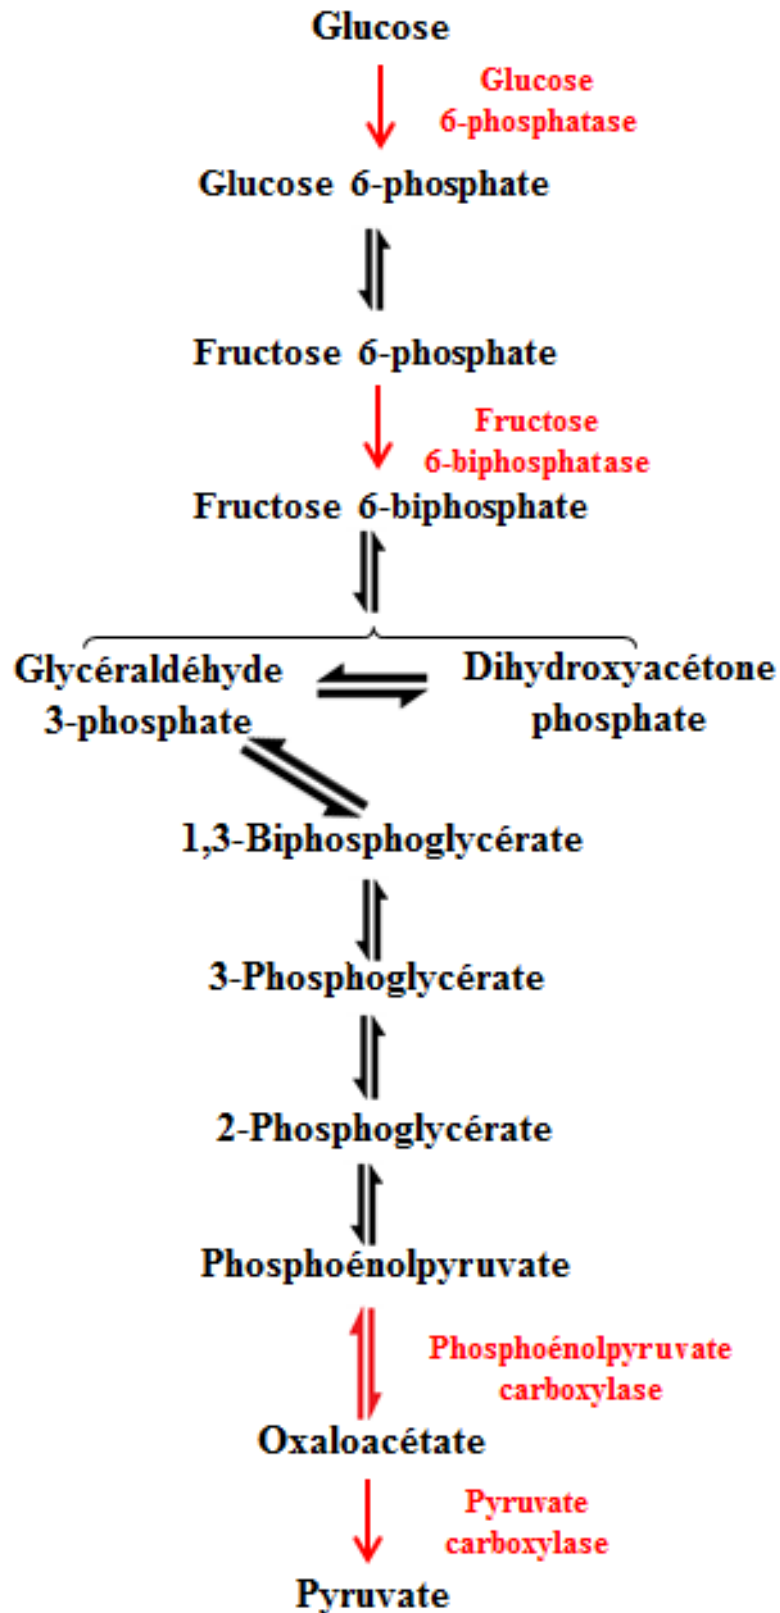 Glucose
Glucose
6-phosphatase
Glucose 6-phosphate
Fructose 6-phosphate
Fructose
6-biphosphatase
Fructose 6-biphosphate
Glycéraldéhyde
3-phosphate
Dihydroxyacétone
phosphate
1,3-Biphosphoglycérate
3-Phosphoglycérate
2-Phosphoglycérate
Phosphoénolpyruvate
Phosphoénolpyruvate
carboxylase
Oxaloacétate
Pyruvate
carboxylase
Pyruvate